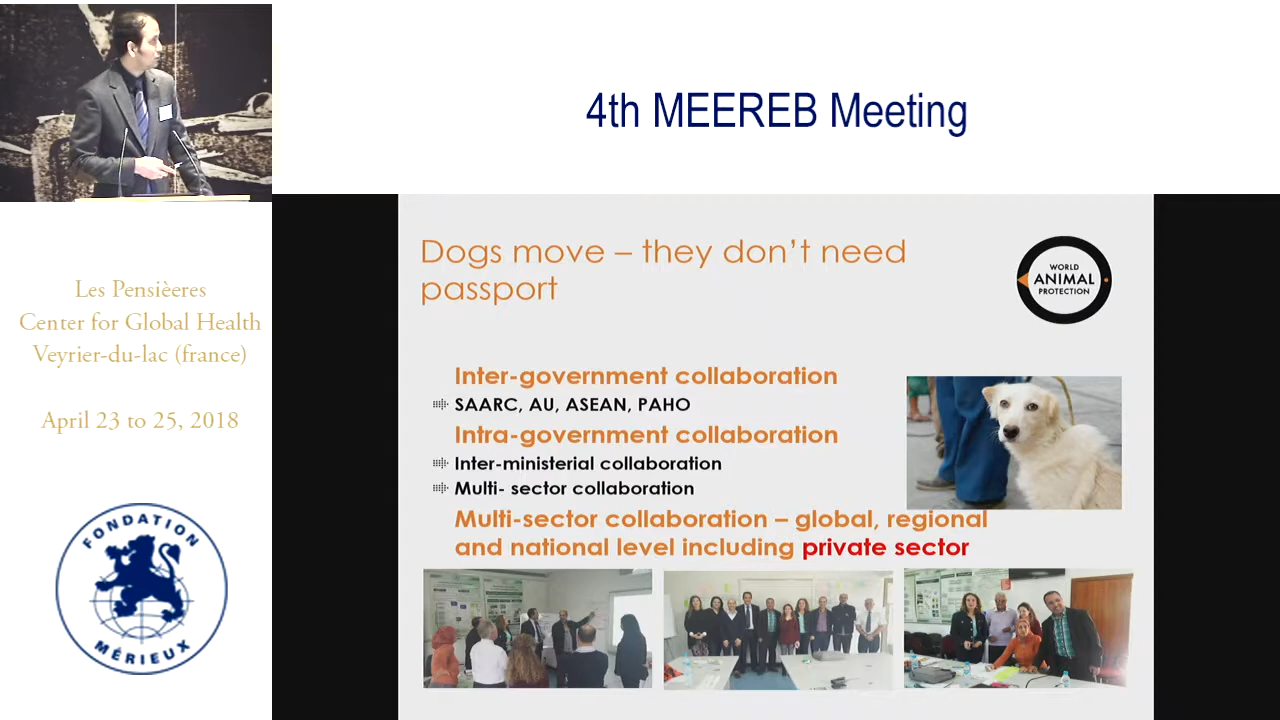 4th MEEREB Meeting
Les Pensièeres
Center for Global Health
Veyrier-du-lac (france)
April 23 to 25, 2018
FONDATION
MÉRIEUX
Dogs move – they don't need
passport
WORLD
ANIMAL
PROTECTION
Inter-government collaboration
SAARC, AU, ASEAN, PAHO
Intra-government collaboration
Inter-ministerial collaboration
Multi- sector collaboration
Multi-sector collaboration – global, regional
and national level including private sector